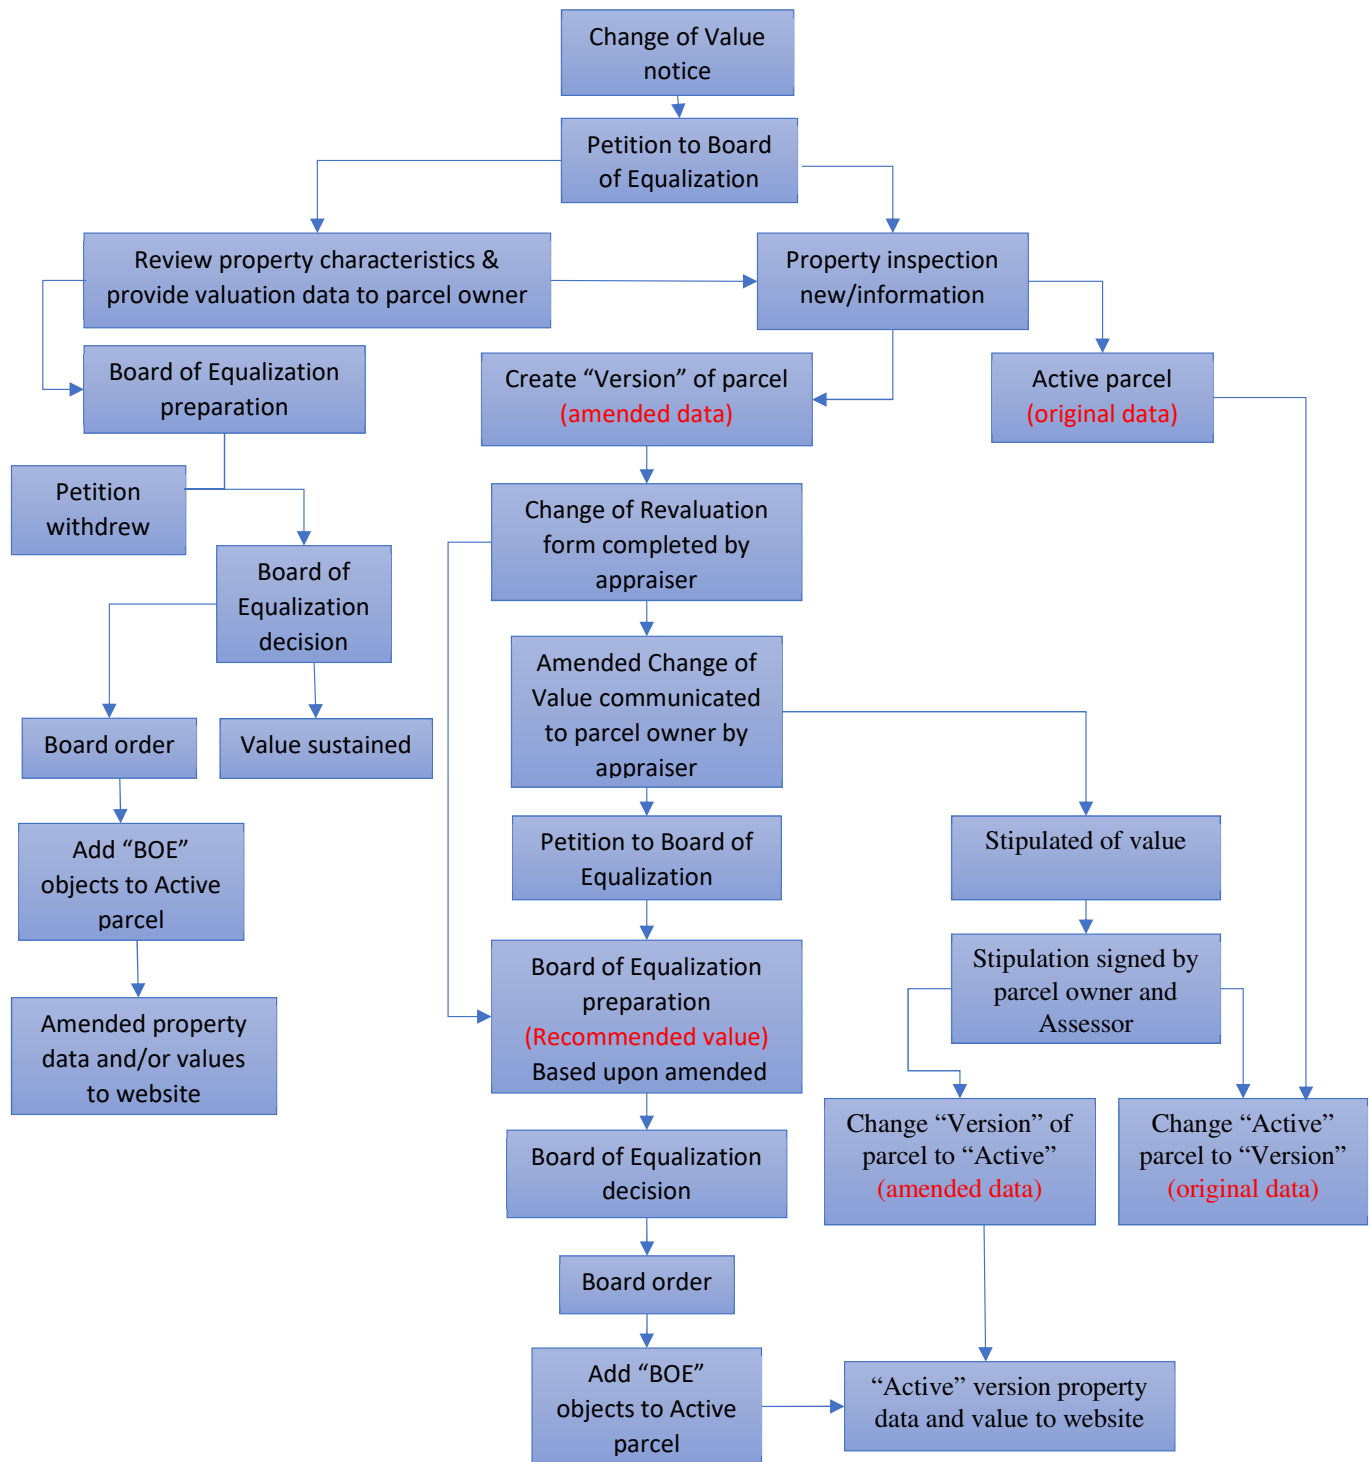 Change of Value
notice
Petition to Board
of Equalization
Review property characteristics &
provide valuation data to parcel owner
Property inspection
new/information
Board of Equalization
preparation
Create “Version” of parcel
(amended data)
Active parcel
(original data)
Petition
withdrew
Change of Revaluation
form completed by
appraiser
Board of
Equalization
decision
Amended Change of
Value communicated
to parcel owner by
appraiser
Board order
Value sustained
Add “BOE”
objects to Active
parcel
Petition to Board of
Equalization
Stipulated of value
Board of Equalization
preparation
(Recommended value)
Based upon amended
Stipulation signed by
parcel owner and
Assessor
Amended property
data and/or values
to website
Change “Version” of
parcel to “Active”
(amended data)
Change “Active”
parcel to “Version”
(original data)
Board of Equalization
decision
Board order
Add “BOE”
objects to Active
parcel
“Active” version property
data and value to website